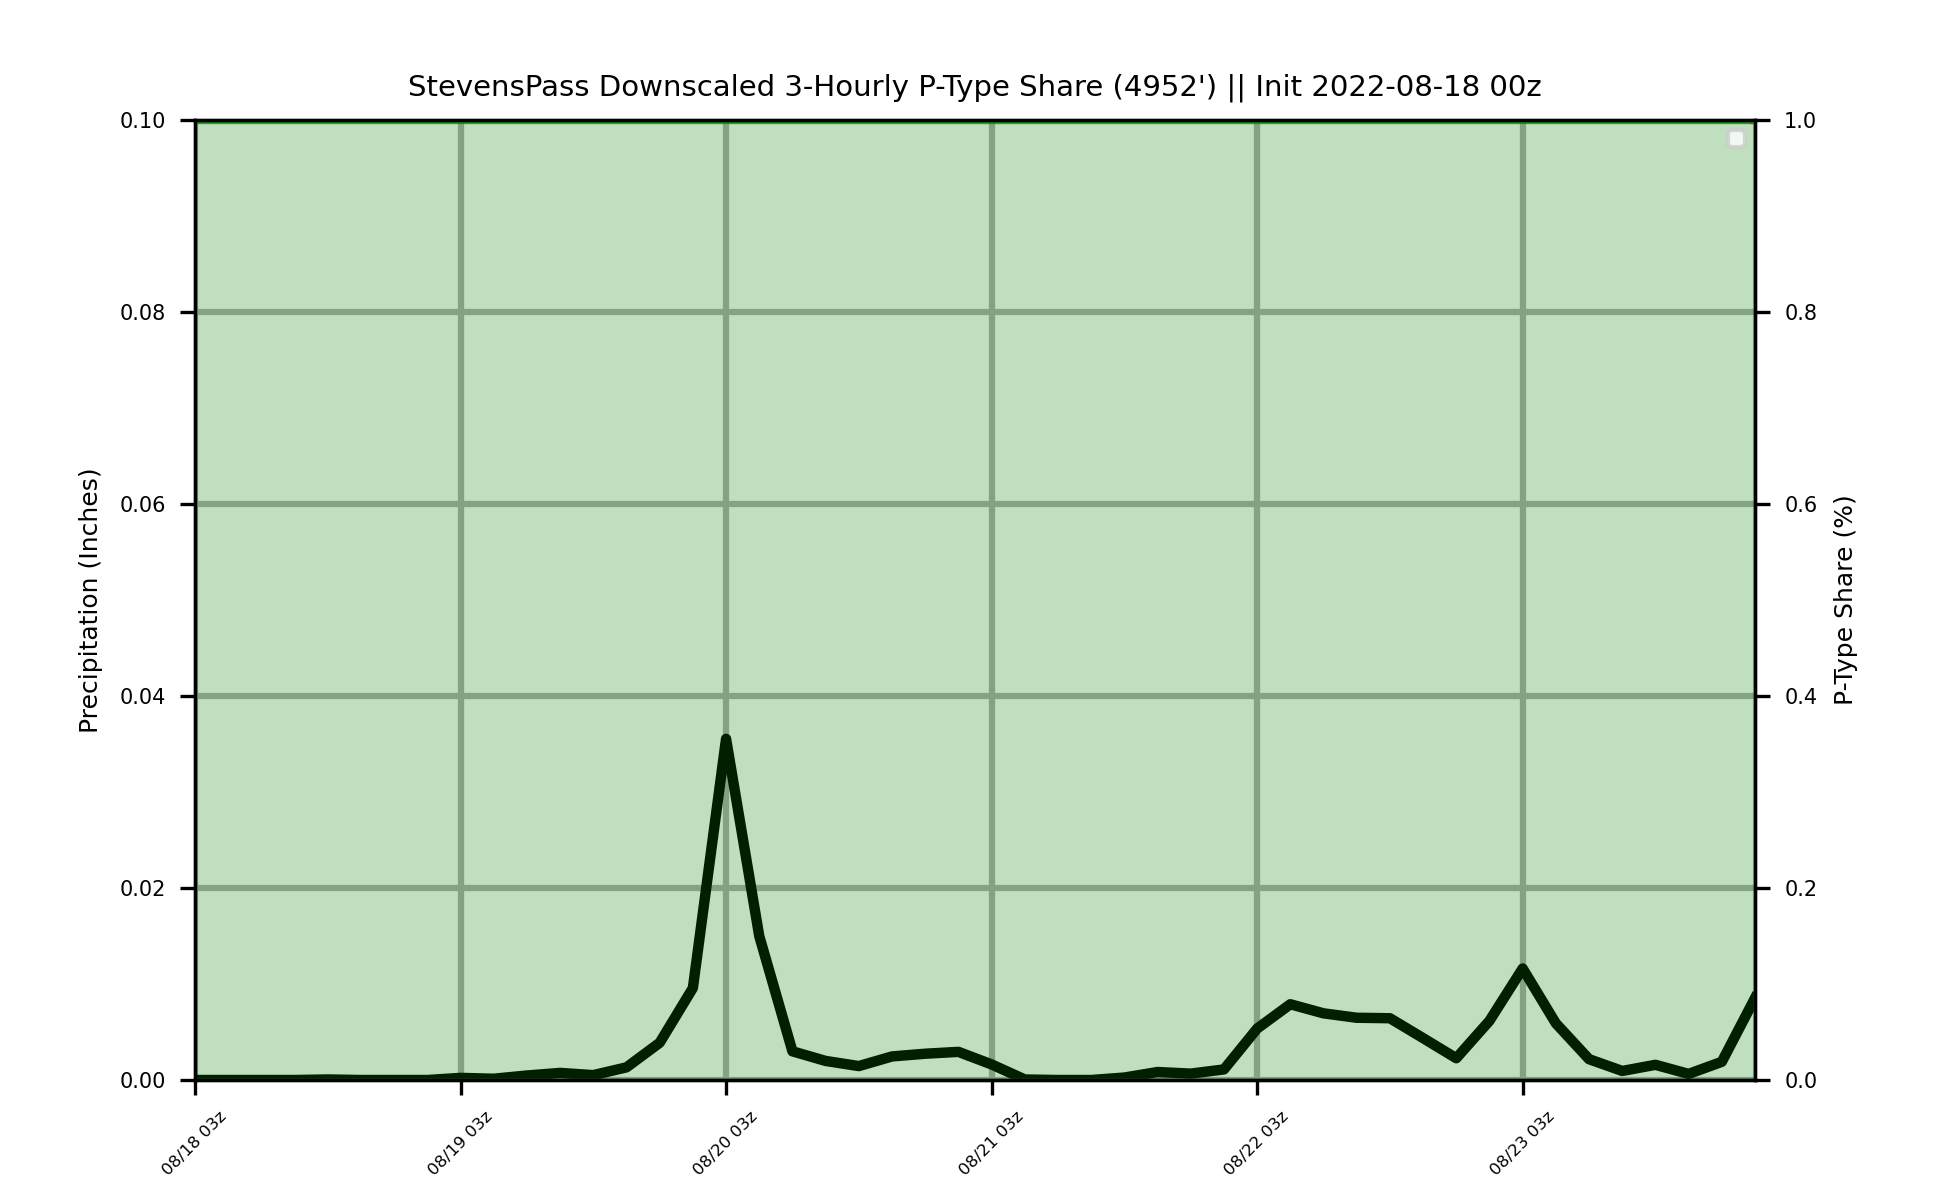 StevensPass Downscaled 3-Hourly P-Type Share (4952') || Init 2022-08-18 00z
0.10
0.08
0.06
0.04
0.02
0.00
Precipitation (Inches)
1.0
0.8
0.6
0.4
0.2
0.0
P-Type Share (%)
08/18 03z
08/19 03z
08/20 03z
08/21 03z
08/22 03z
08/23 03z